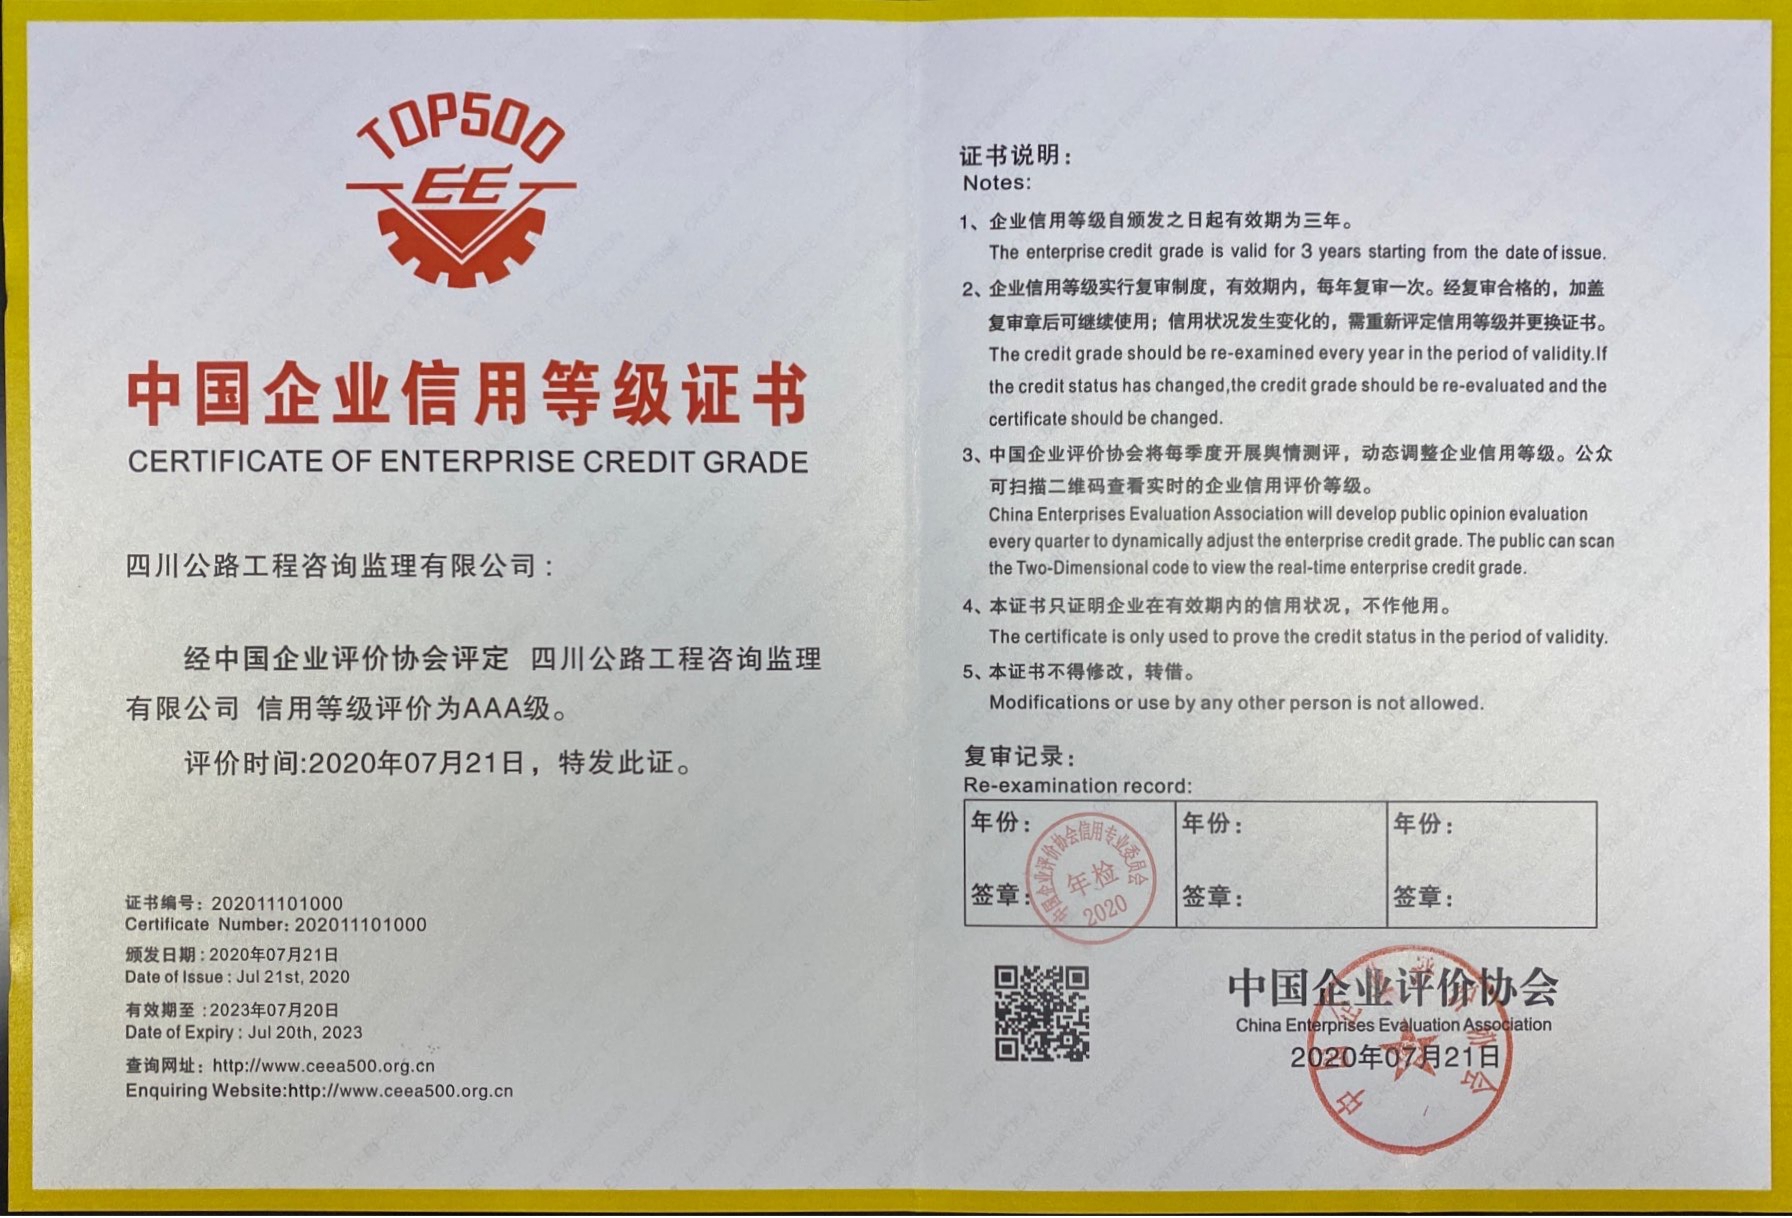 TOP500
EE
中国企业信用等级证书
CERTIFICATE OF ENTERPRISE CREDIT GRADE
四川公路工程咨询监理有限公司：
经中国企业评价协会评定 四川公路工程咨询监理
有限公司 信用等级评价为AAA级。
评价时间:2020年07月21日，特发此证。
证书编号：202011101000
Certificate Number: 202011101000
颁发日期：2020年07月21日
Date of Issue : Jul 21st, 2020
有效期至：2023年07月20日
Date of Expiry : Jul 20th, 2023
查询网址：http://www.ceea500.org.cn
Enquiring Website:http://www.ceea500.org.cn
证书说明：
Notes:
1、企业信用等级自颁发之日起有效期为三年。
The enterprise credit grade is valid for 3 years starting from the date of issue.
2、企业信用等级实行复审制度，有效期内，每年复审一次。经复审合格的，加盖
复审章后可继续使用；信用状况发生变化的，需重新评定信用等级并更换证书。
The credit grade should be re-examined every year in the period of validity.If
the credit status has changed,the credit grade should be re-evaluated and the
certificate should be changed.
3、中国企业评价协会将每季度开展舆情测评，动态调整企业信用等级。公众
可扫描二维码查看实时的企业信用评价等级。
China Enterprises Evaluation Association will develop public opinion evaluation
every quarter to dynamically adjust the enterprise credit grade. The public can scan
the Two-Dimensional code to view the real-time enterprise credit grade.
4、本证书只证明企业在有效期内的信用状况，不作他用。
The certificate is only used to prove the credit status in the period of validity.
5、本证书不得修改，转借。
Modifications or use by any other person is not allowed.
复审记录：
Re-examination record:
年份： 年份： 年份：
中国企业评价协会信用专业委员会
年检
2020
签章： 签章： 签章：
中国企业评价协会
China Enterprises Evaluation Association
2020年07月21日
中国企业评价协会